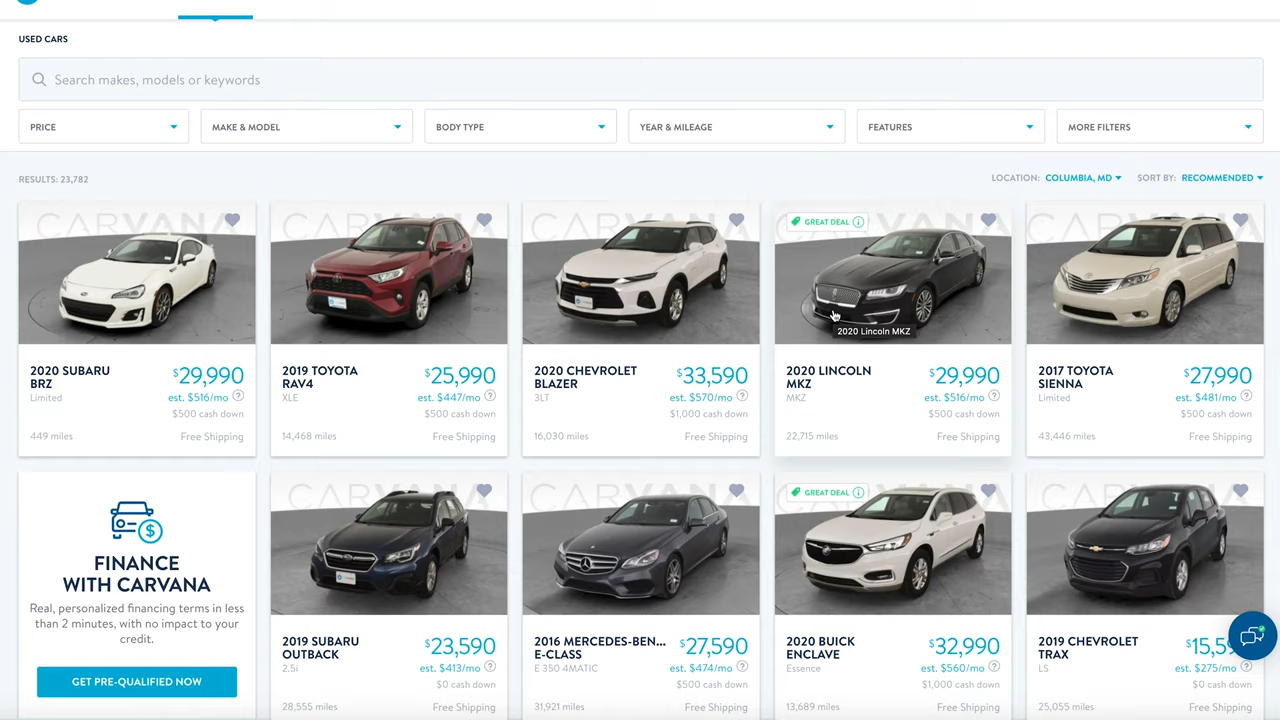 USED CARS
Search makes, models or keywords
PRICE
MAKE & MODEL
BODY TYPE
YEAR & MILEAGE
FEATURES
MORE FILTERS
RESULTS: 23,782
LOCATION: COLUMBIA, MD
SORT BY: RECOMMENDED
CARVANA
2020 SUBARU
BRZ
Limited
$29,990
est. $516/mo
$500 cash down
449 miles
Free Shipping
CARVANA
2019 TOYOTA
RAV4
XLE
$25,990
est. $447/mo
$500 cash down
14,468 miles
Free Shipping
CARVANA
2020 CHEVROLET
BLAZER
3LT
$33,590
est. $570/mo
$1,000 cash down
16,030 miles
Free Shipping
GREAT DEAL
2020 Lincoln MKZ
2020 LINCOLN
MKZ
MKZ
$29,990
est. $516/mo
$500 cash down
22,715 miles
Free Shipping
CARVANA
2017 TOYOTA
SIENNA
Limited
$27,990
est. $481/mo
$500 cash down
43,446 miles
Free Shipping
FINANCE
WITH CARVANA
Real, personalized financing terms in less
than 2 minutes, with no impact to your
credit.
GET PRE-QUALIFIED NOW
CARVANA
2019 SUBARU
OUTBACK
2.5i
$23,590
est. $413/mo
$0 cash down
28,555 miles
Free Shipping
CARVANA
2016 MERCEDES-BEN...
E-CLASS
E 350 4MATIC
$27,590
est. $474/mo
$500 cash down
31,921 miles
Free Shipping
GREAT DEAL
2020 BUICK
ENCLAVE
Essence
$32,990
est. $560/mo
$1,000 cash down
13,689 miles
Free Shipping
CARVANA
2019 CHEVROLET
TRAX
LS
est. $275/mo
$0 cash down
25,055 miles
Free Shipping